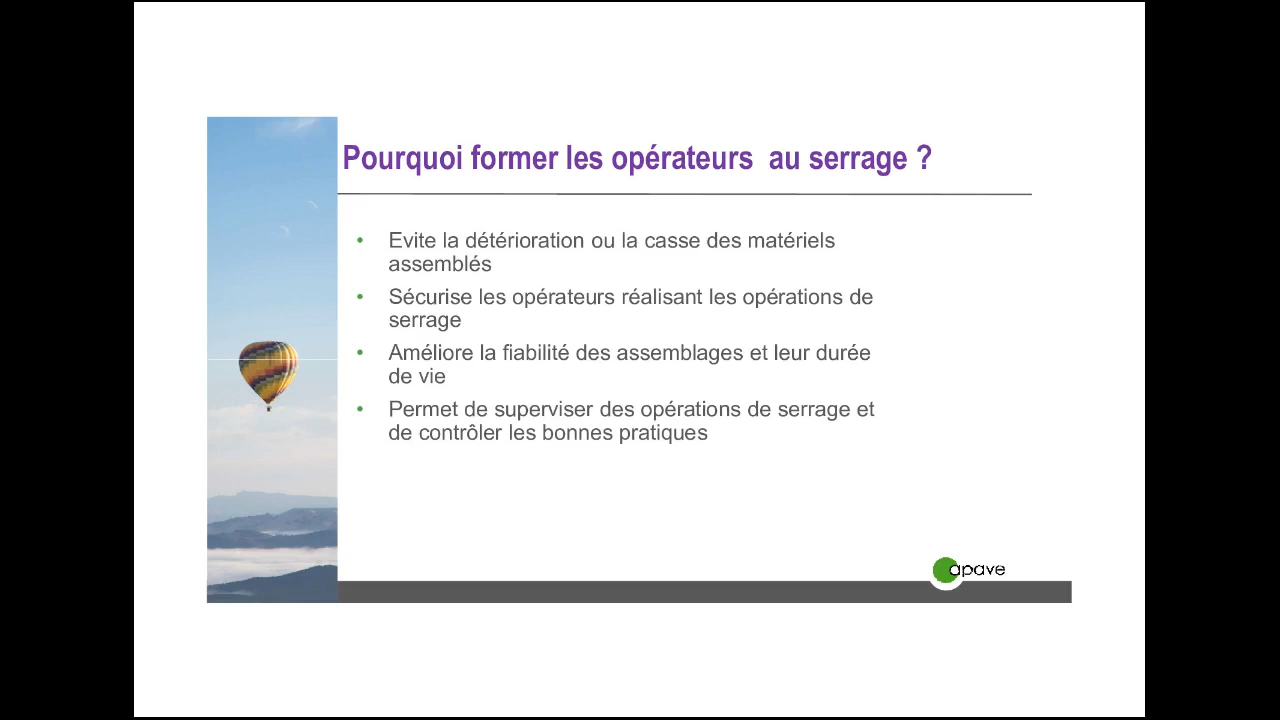 Pourquoi former les opérateurs  au serrage ?
• Evite la détérioration ou la casse des matériels
assemblés
• Sécurise les opérateurs réalisant les opérations de
serrage
• Améliore la fiabilité des assemblages et leur durée
de vie
• Permet de superviser des opérations de serrage et
de contrôler les bonnes pratiques
apave